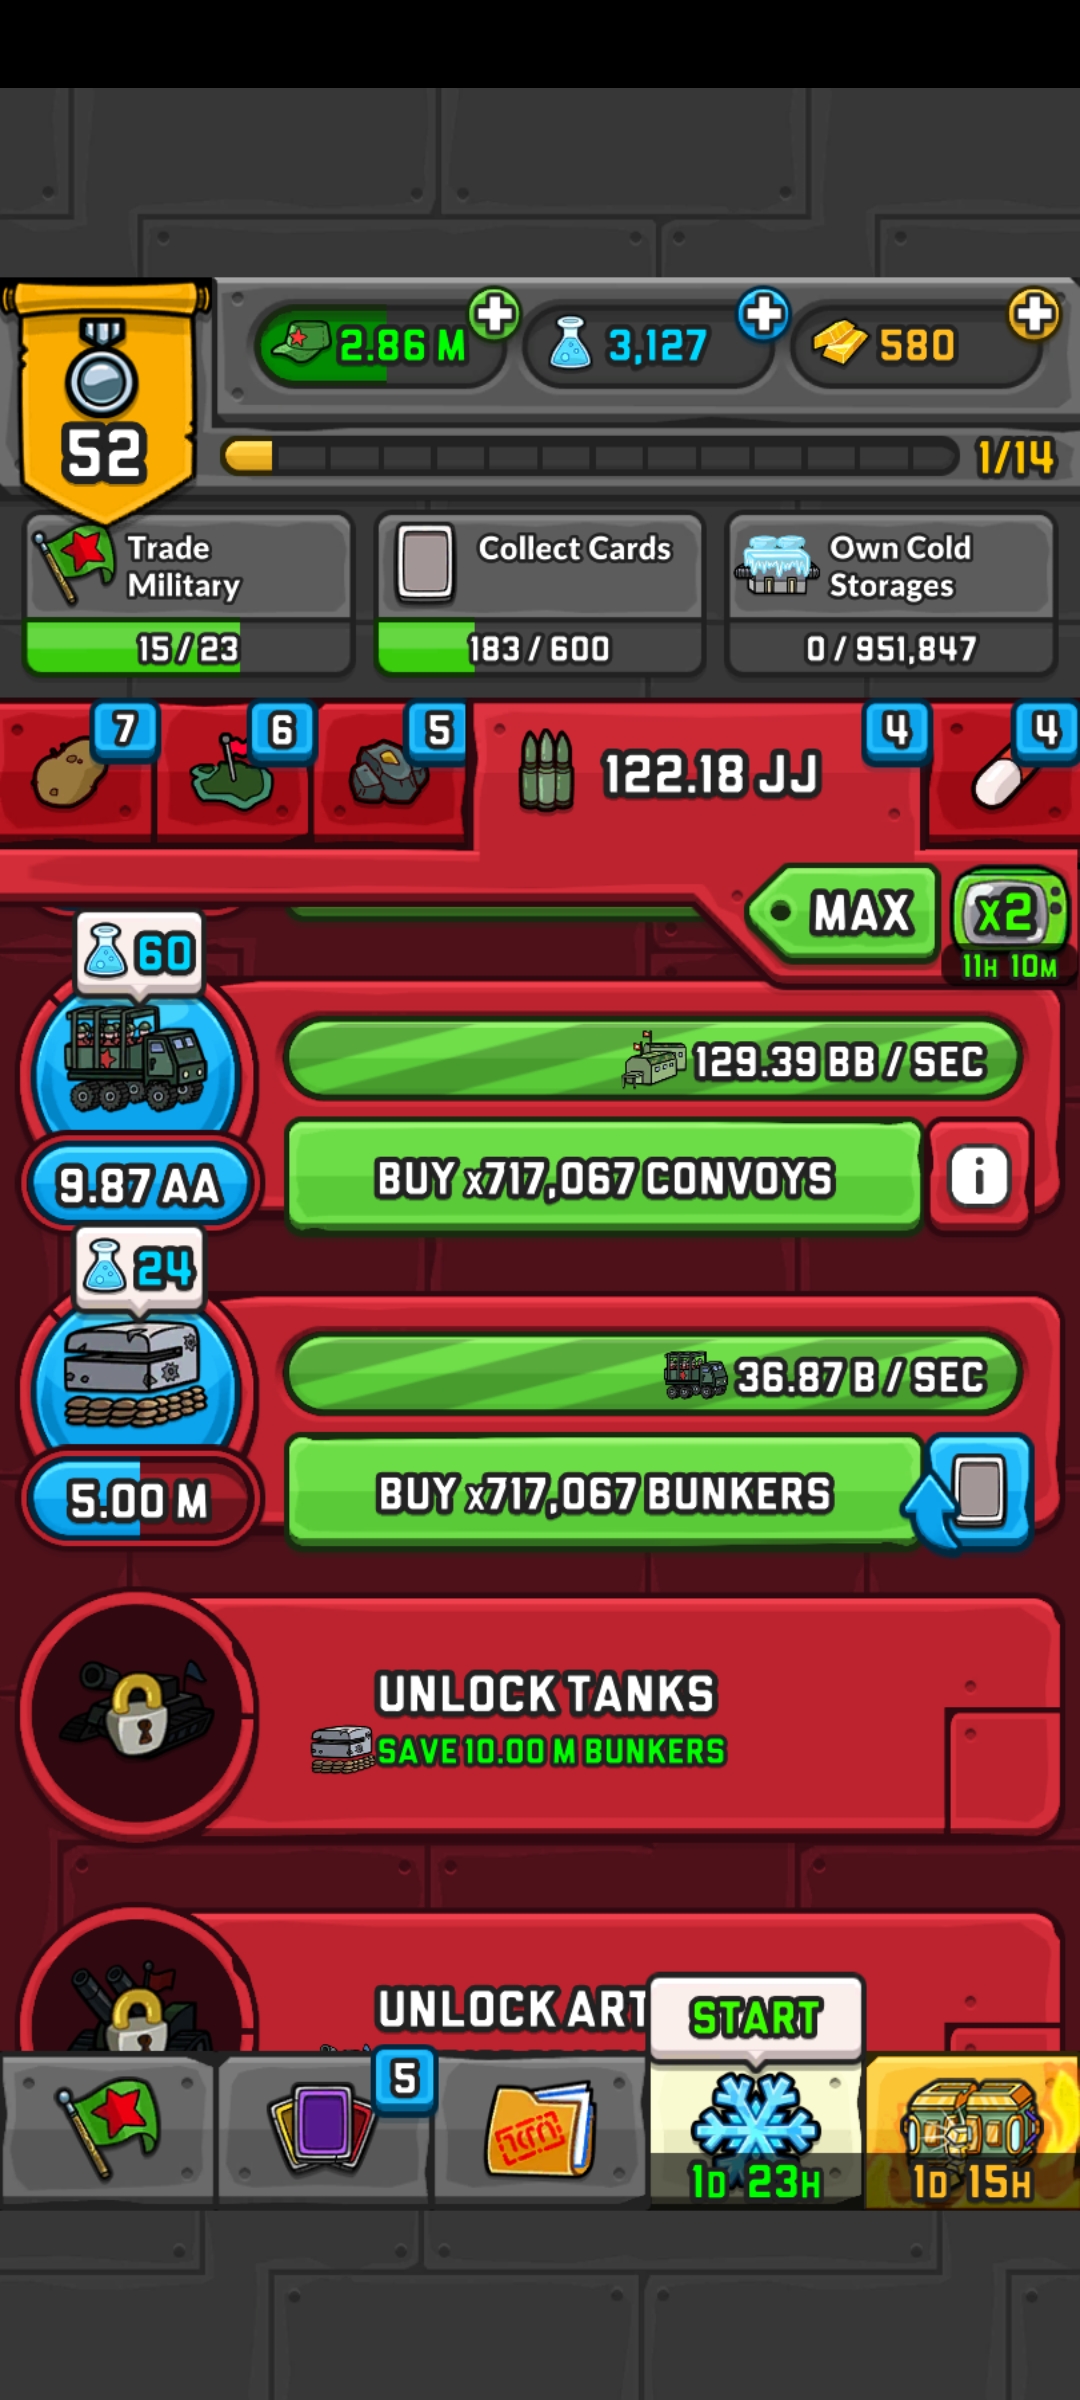 2.86 M
3,127
580
52
1/14
Trade
Military
15/23
Collect Cards
183/600
Own Cold
Storages
0/951,847
7
6
5
122.18 JJ
4
4
MAX
x2
11H 10M
60
129.39 BB / SEC
BUY x717,067 CONVOYS
i
9.87 AA
24
36.87 B / SEC
BUY x717,067 BUNKERS
5.00 M
UNLOCK TANKS
SAVE 10.00 M BUNKERS
UNLOCK ART
START
5
1D 23H
1D 15H